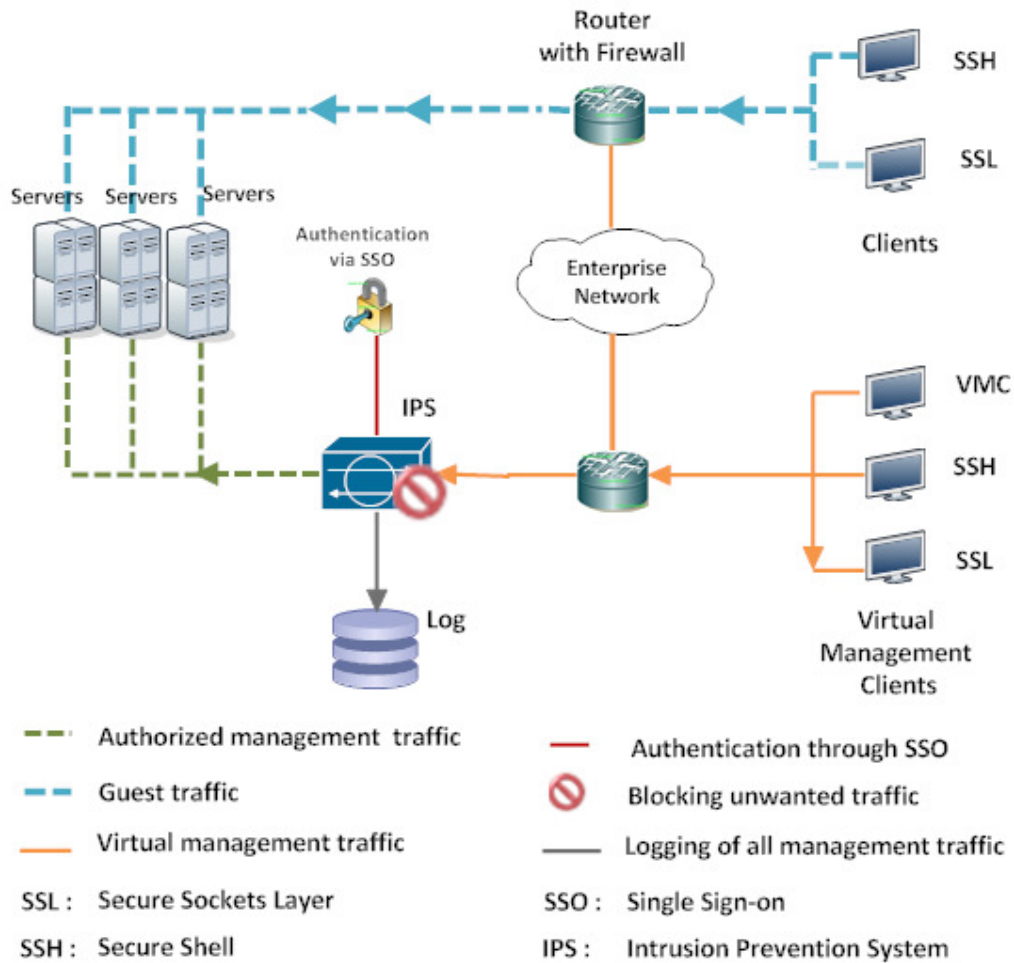 Router
with Firewall
SSH
SSL
Clients
Servers
Servers
Servers
Authentication
via SSO
Enterprise
Network
IPS
VMC
SSH
SSL
Log
Virtual
Management
Clients
Authorized management traffic
Authentication through SSO
Guest traffic
Blocking unwanted traffic
Virtual management traffic
Logging of all management traffic
SSL : Secure Sockets Layer
SSO : Single Sign-on
SSH : Secure Shell
IPS : Intrusion Prevention System